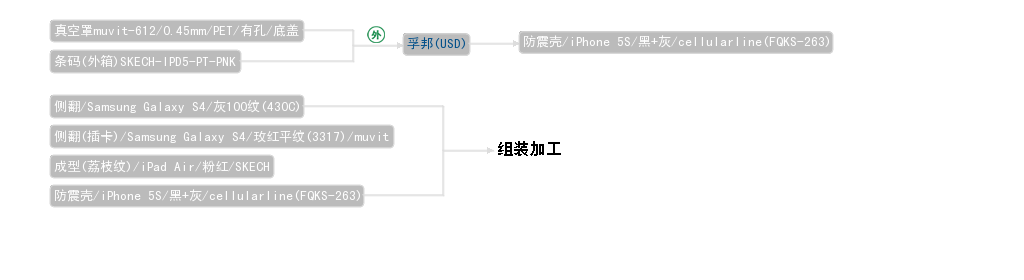 真空罩muvit-612/0.45mm/PET/有孔/底盖
外
孚邦(USD)
防震壳/iPhone 5S/黑+灰/cellularline(FQKS-263)
条码(外箱)SKECH-IPD5-PT-PNK
侧翻/Samsung Galaxy S4/灰100纹(430C)
侧翻(插卡)/Samsung Galaxy S4/玫红平纹(3317)/muvit
组装加工
成型(荔枝纹)/iPad Air/粉红/SKECH
防震壳/iPhone 5S/黑+灰/cellularline(FQKS-263)